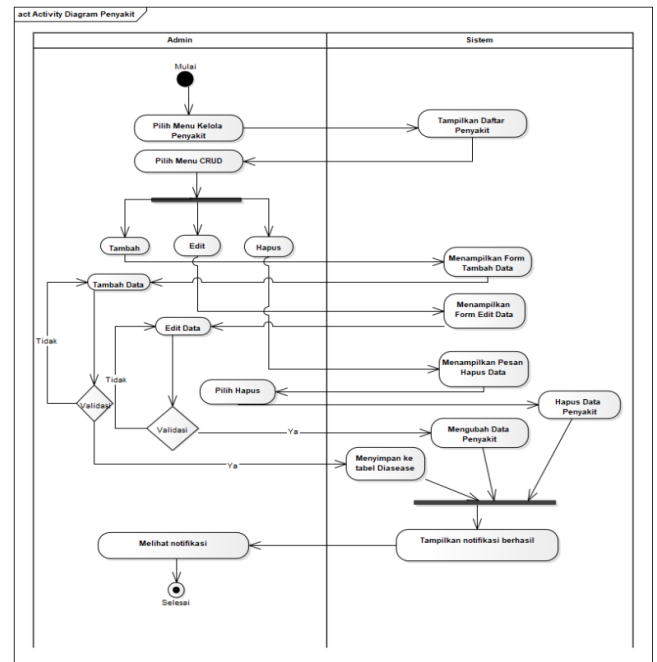 act Activity Diagram Penyakit
Admin
Sistem
Mulai
Pilih Menu Kelola
Penyakit
Tampilkan Daftar
Penyakit
Pilih Menu CRUD
Tambah
Edit
Hapus
Menampilkan Form
Tambah Data
Tambah Data
Menampilkan
Form Edit Data
Edit Data
Tidak
Menampilkan Pesan
Hapus Data
Tidak
Pilih Hapus
Hapus Data
Penyakit
Validasi
Validasi
Ya
Mengubah Data
Penyakit
Ya
Menyimpan ke
tabel Diasease
Melihat notifikasi
Tampilkan notifikasi berhasil
Selesai